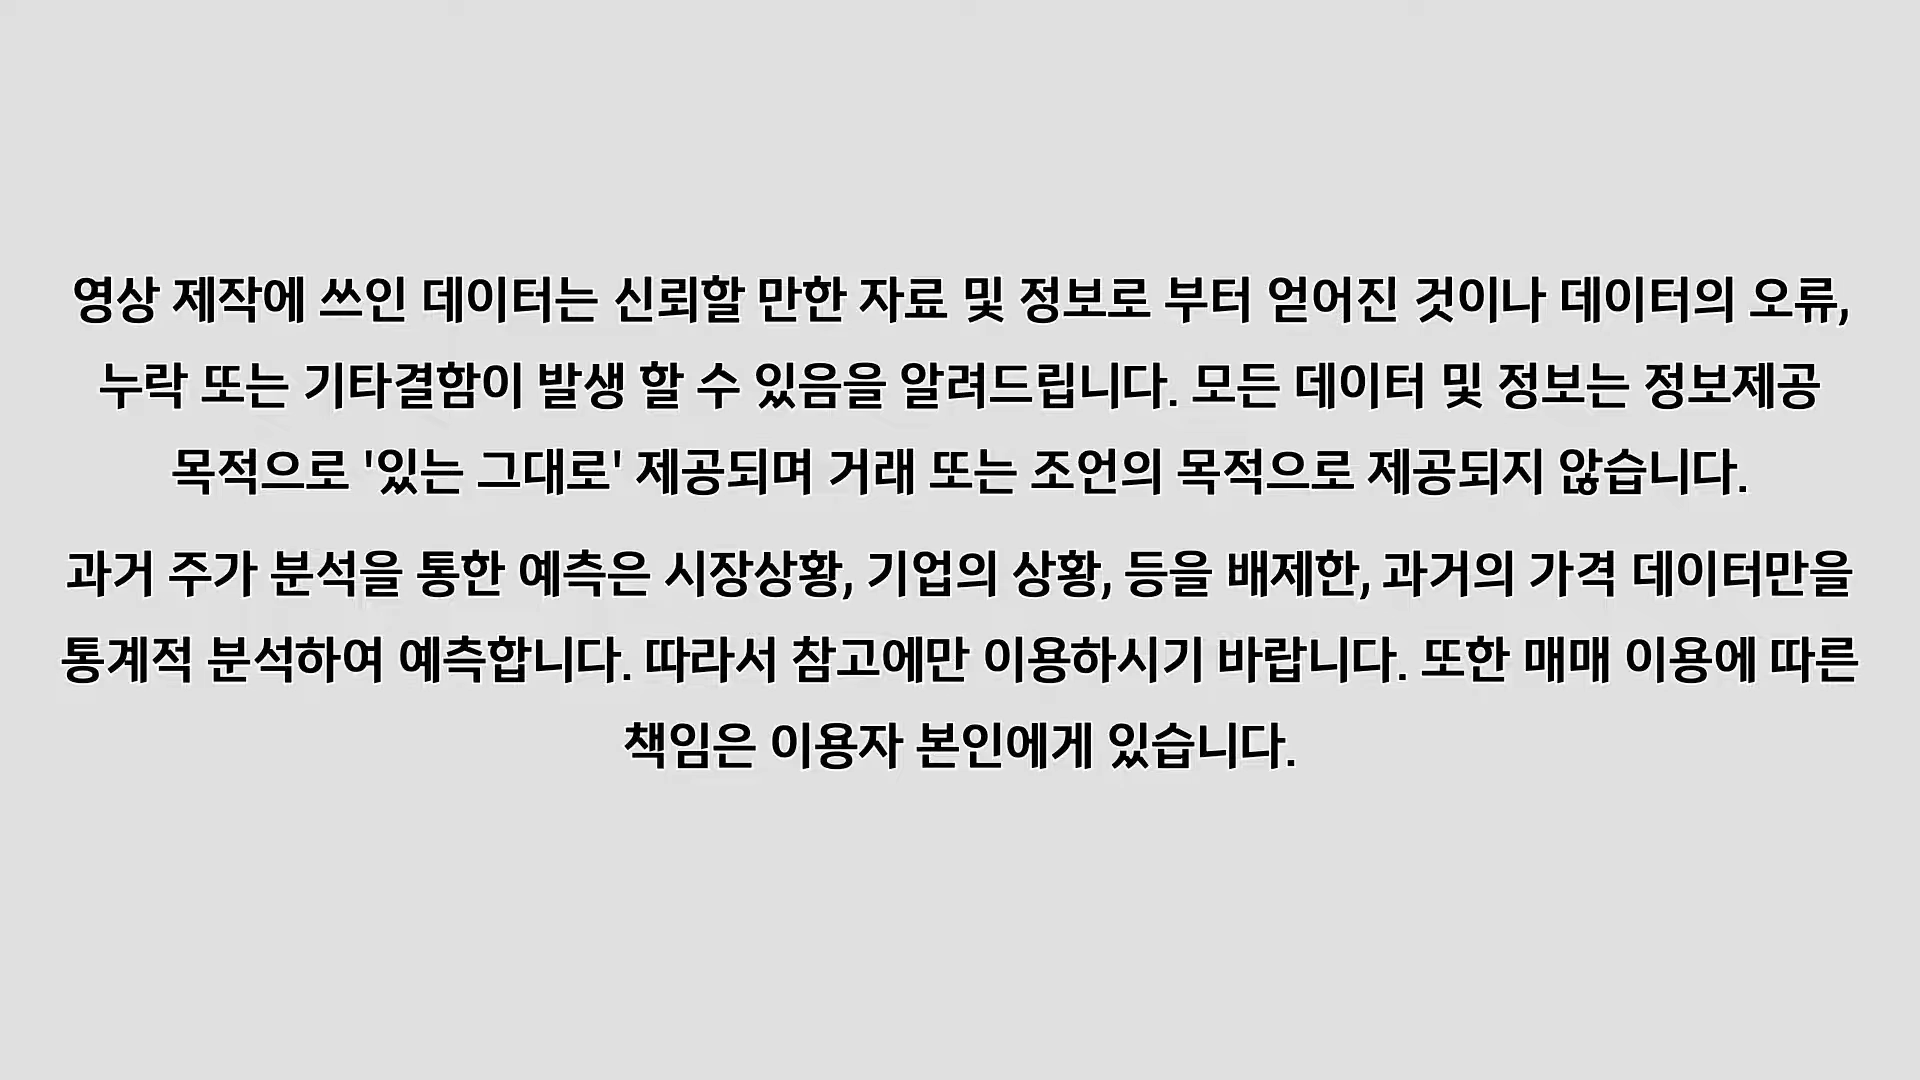 영상 제작에 쓰인 데이터는 신뢰할 만한 자료 및 정보로 부터 얻어진 것이나 데이터의 오류,
누락 또는 기타결함이 발생 할 수 있음을 알려드립니다. 모든 데이터 및 정보는 정보제공
목적으로 '있는 그대로' 제공되며 거래 또는 조언의 목적으로 제공되지 않습니다.
과거 주가 분석을 통한 예측은 시장상황, 기업의 상황, 등을 배제한, 과거의 가격 데이터만을
통계적 분석하여 예측합니다. 따라서 참고에만 이용하시기 바랍니다. 또한 매매 이용에 따른
책임은 이용자 본인에게 있습니다.